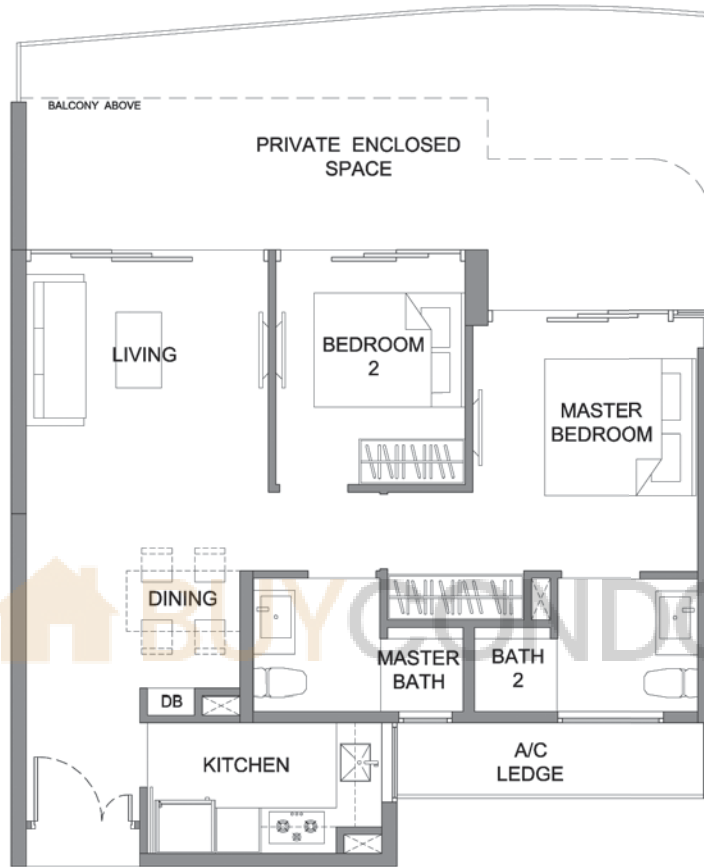 BALCONY ABOVE
PRIVATE ENCLOSED
SPACE
LIVING
BEDROOM
2
MASTER
BEDROOM
DINING
BUYCONDO
MASTER
BATH
BATH
2
DB
KITCHEN
A/C
LEDGE